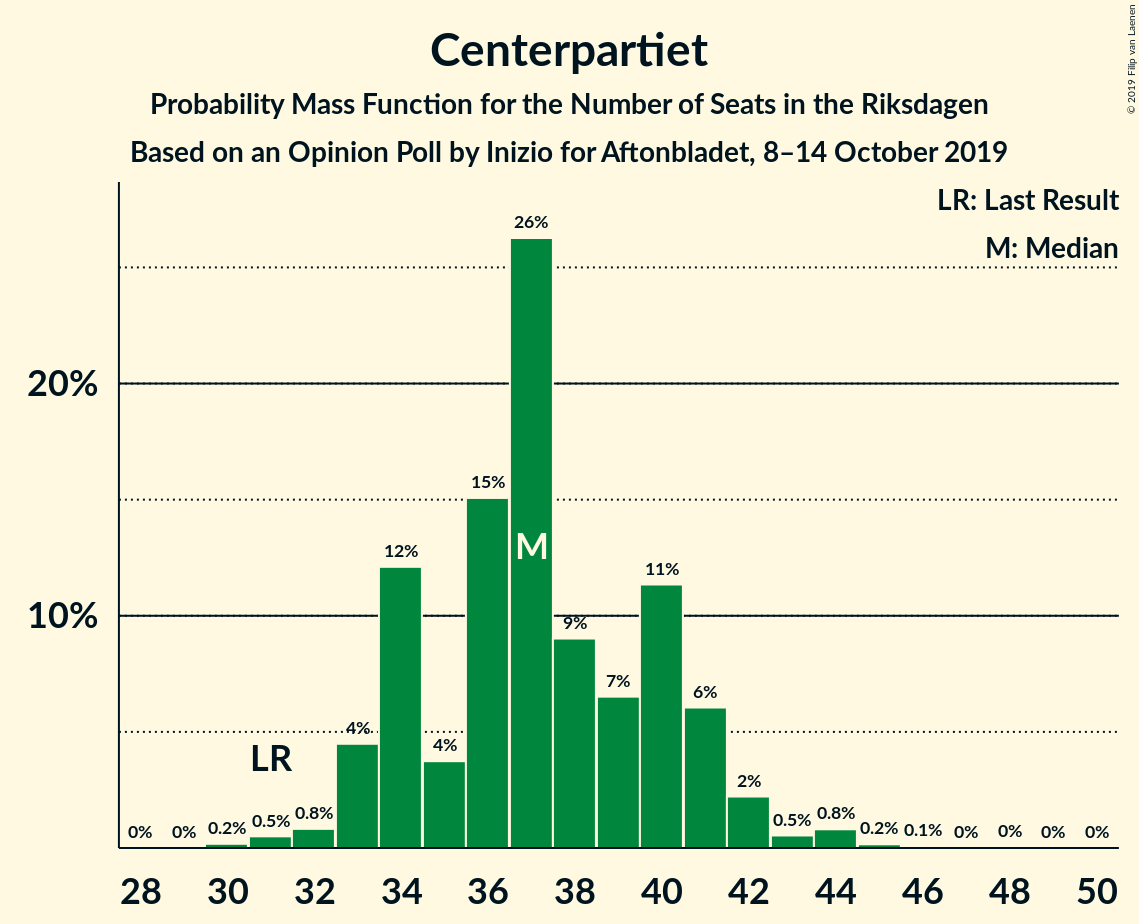 © 2019 Filip van Laenen
Centerpartiet
Probability Mass Function for the Number of Seats in the Riksdagen
Based on an Opinion Poll by Inizio for Aftonbladet, 8–14 October 2019
LR: Last Result
M: Median
20%
10%
0% 0% 0.2% 0.5% 0.8% 4% 12% 4% 15% 26% 9% 7% 11% 6% 2% 0.5% 0.8% 0.2% 0.1% 0% 0% 0% 0%
LR
M
28 30 32 34 36 38 40 42 44 46 48 50